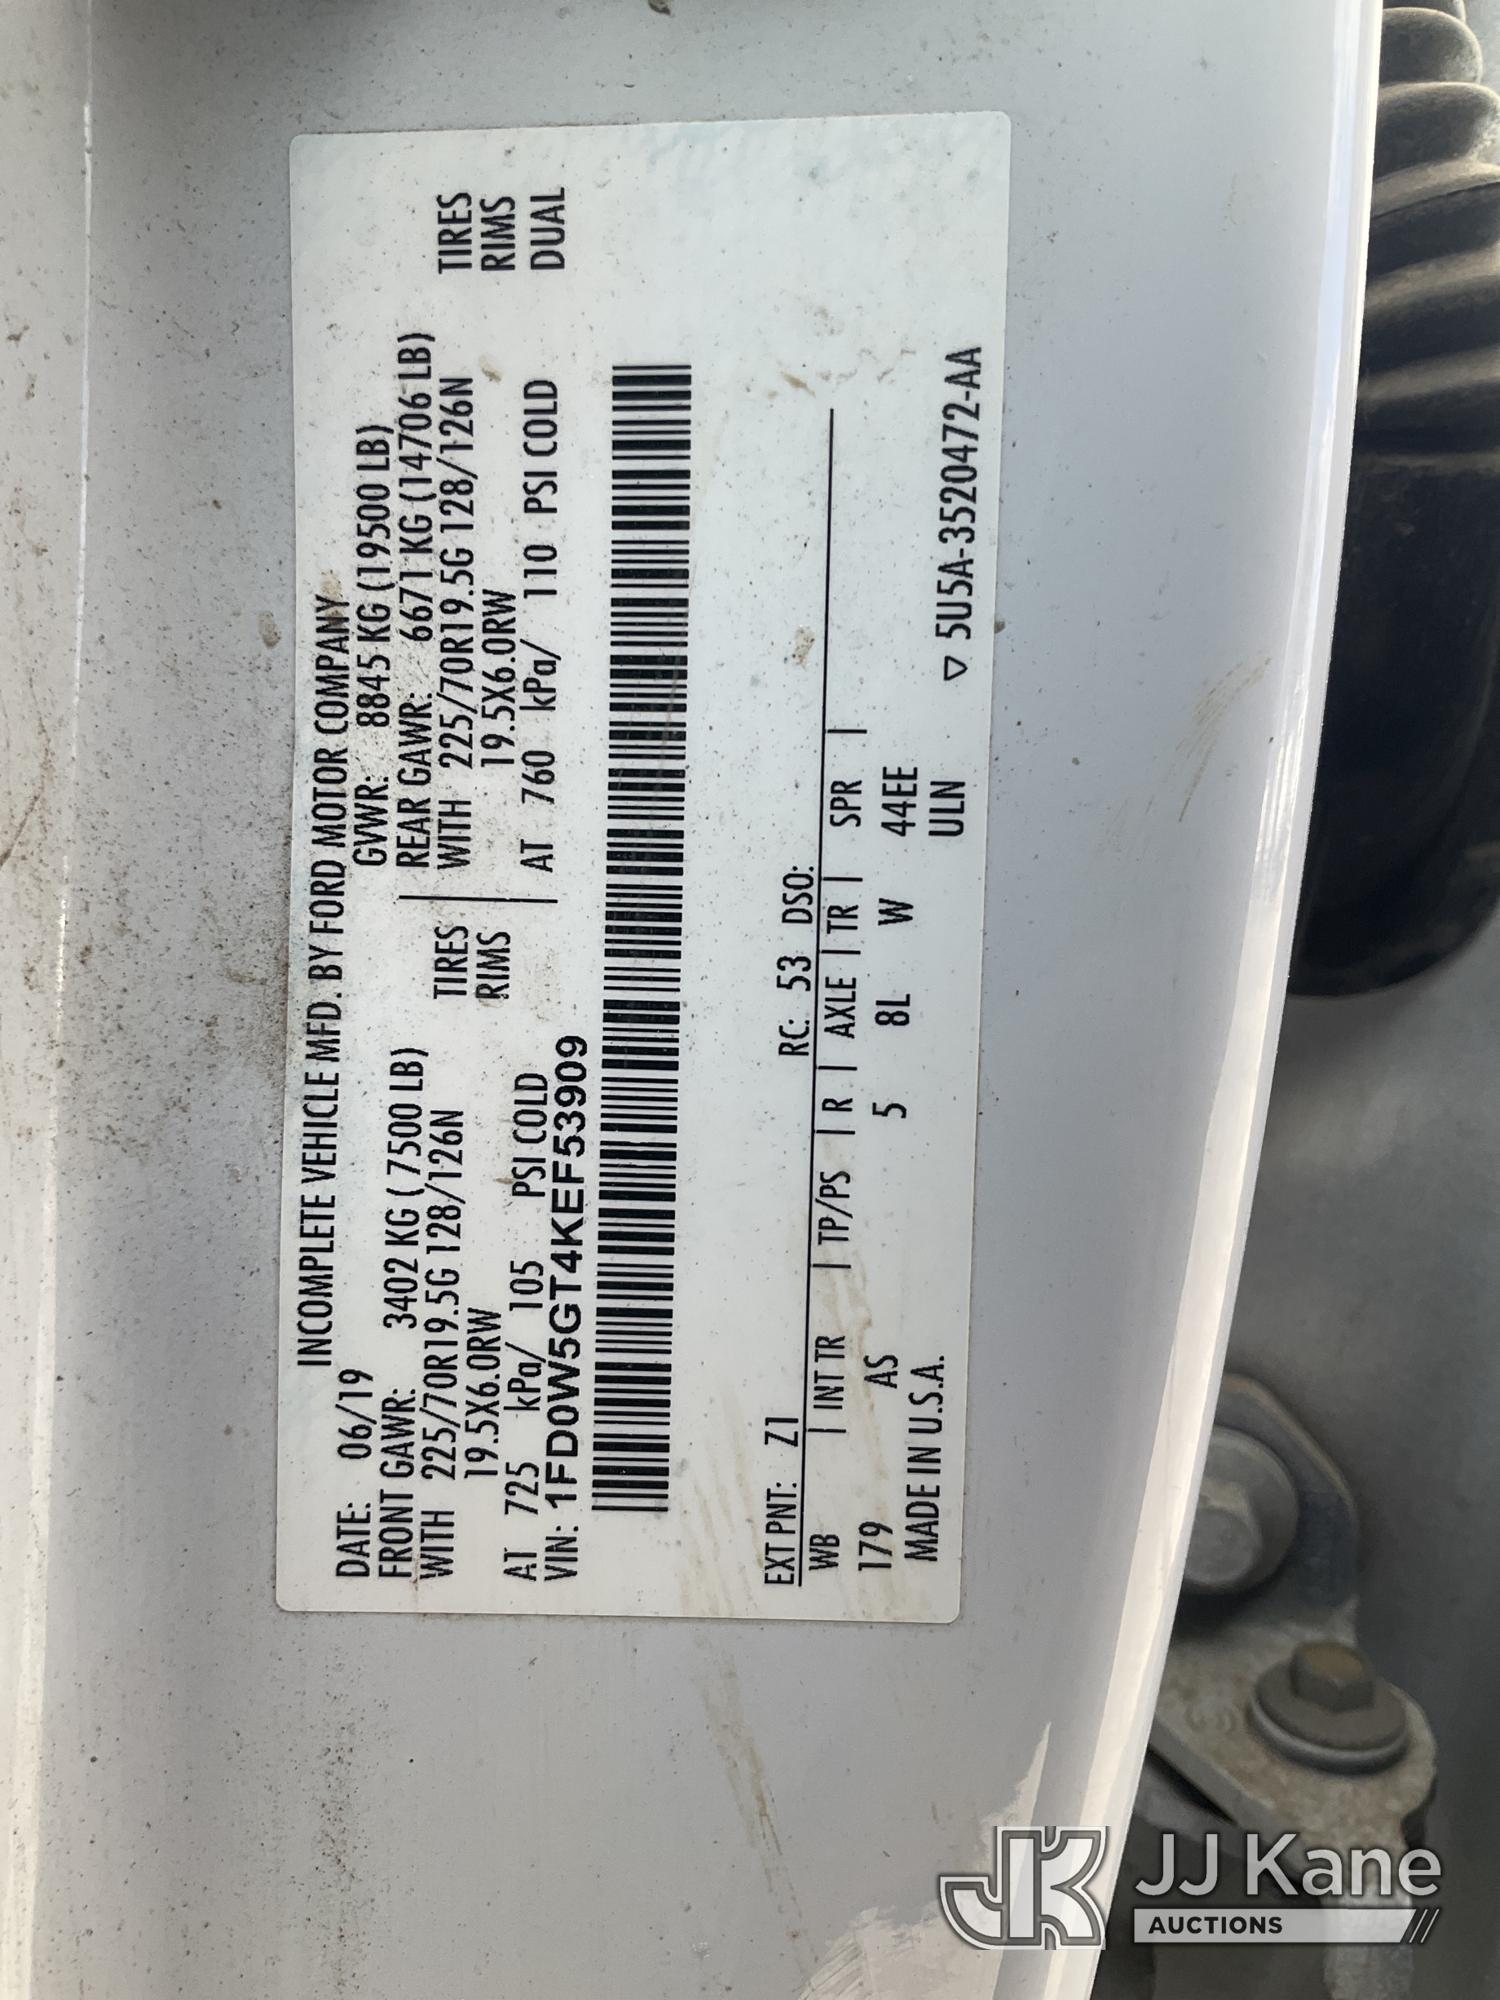 INCOMPLETE VEHICLE MFD. BY FORD MOTOR COMPANY
DATE: 06/19 GVWR: 8845 KG (19500 LB)
FRONT GAWR: 3402 KG ( 7500 LB) | REAR GAWR: 6671 KG (14706 LB)
WITH 225/70R19.5G 128/126N TIRES WITH 225/70R19.5G 128/126N TIRES
19.5X6.0RW RIMS 19.5X6.0RW RIMS
AT 725 kPa/ 105 PSI COLD | AT 760 kPa/ 110 PSI COLD DUAL
VIN: 1FD0W5GT4KEF53909
EXT PNT: Z1 RC: 53 DSO:
WB | INT TR | TP/PS | R | AXLE | TR | SPR |
179 AS 5 8L W 44EE
MADE IN U.S.A. ULN ▽ 5U5A-3520472-AA
JK JJ Kane
AUCTIONS